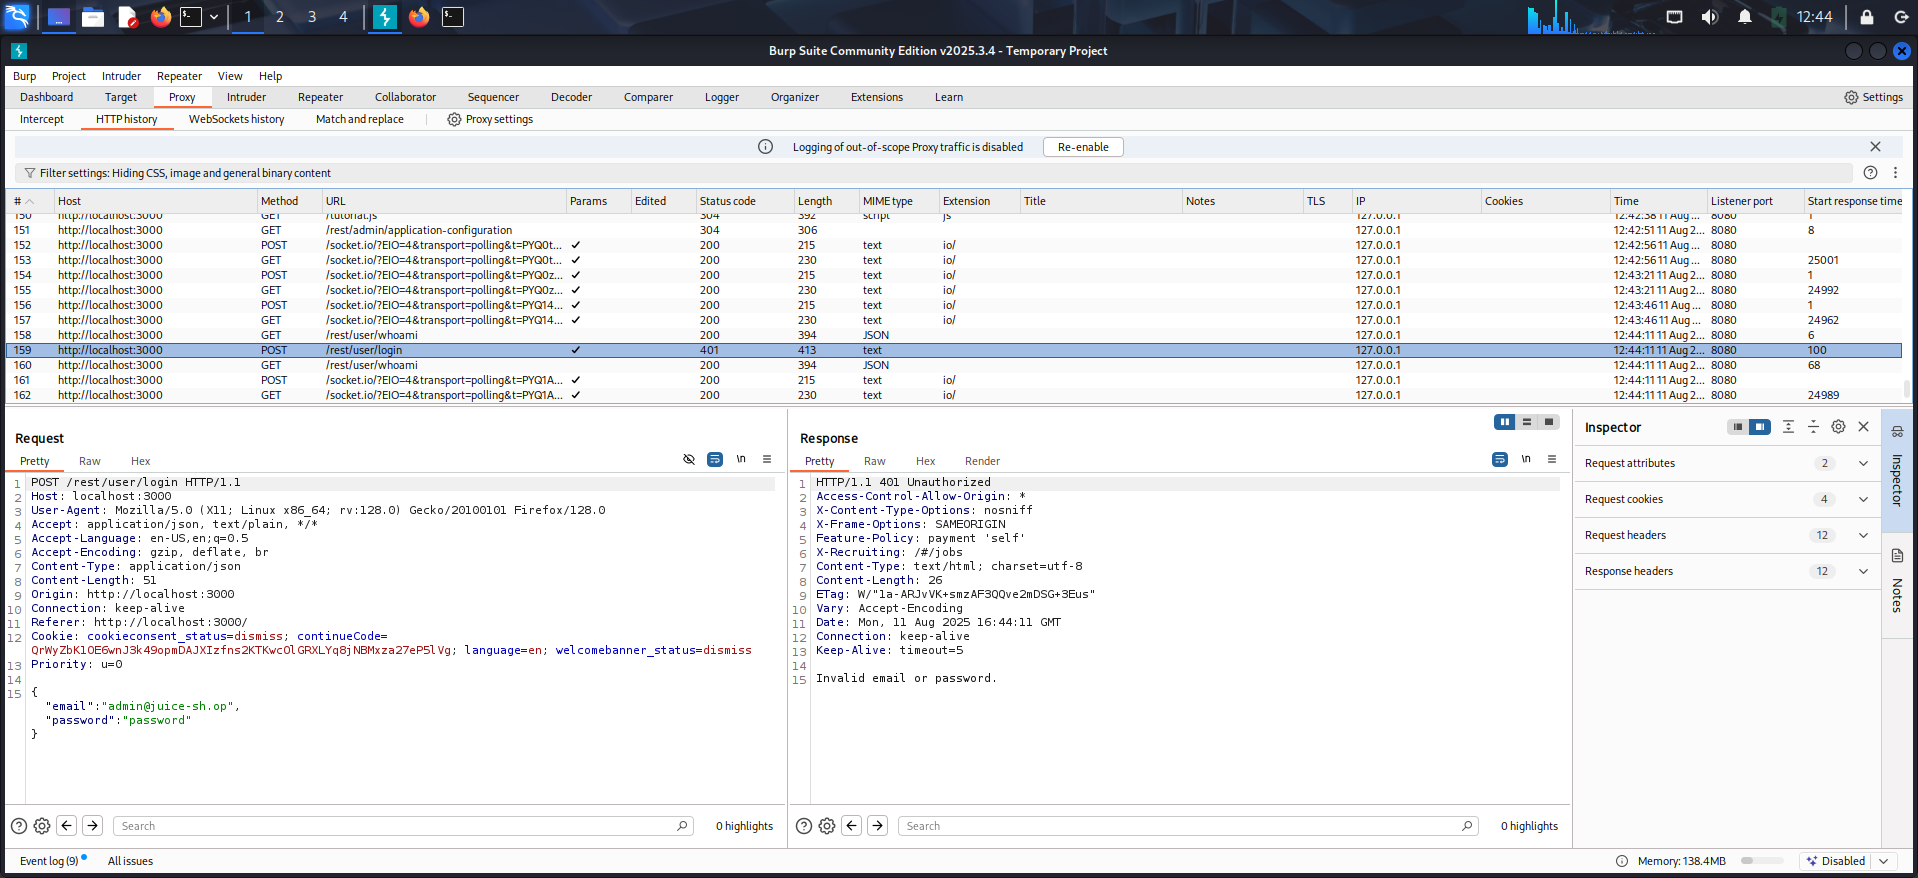 1 2 3 4 12:44
Burp Suite Community Edition v2025.3.4 - Temporary Project
Burp Project Intruder Repeater View Help
Dashboard Target Proxy Intruder Repeater Collaborator Sequencer Decoder Comparer Logger Organizer Extensions Learn Settings
Intercept HTTP history WebSockets history Match and replace Proxy settings
Logging of out-of-scope Proxy traffic is disabled Re-enable
Filter settings: Hiding CSS, image and general binary content
# Host Method URL Params Edited Status code Length MIME type Extension Title Notes TLS IP Cookies Time Listener port Start response time
150 http://localhost:3000 GET /tutorial.js 304 392 script js 127.0.0.1 12:42:38 11 Aug ... 8080 1
151 http://localhost:3000 GET /rest/admin/application-configuration 304 306 127.0.0.1 12:42:51 11 Aug 2... 8080 8
152 http://localhost:3000 POST /socket.io/?EIO=4&transport=polling&t=PYQ0t... ✓ 200 215 text io/ 127.0.0.1 12:42:56 11 Aug ... 8080
153 http://localhost:3000 GET /socket.io/?EIO=4&transport=polling&t=PYQ0t... ✓ 200 230 text io/ 127.0.0.1 12:42:56 11 Aug ... 8080 25001
154 http://localhost:3000 POST /socket.io/?EIO=4&transport=polling&t=PYQ0z... ✓ 200 215 text io/ 127.0.0.1 12:43:21 11 Aug 2... 8080 1
155 http://localhost:3000 GET /socket.io/?EIO=4&transport=polling&t=PYQ0z... ✓ 200 230 text io/ 127.0.0.1 12:43:21 11 Aug 2... 8080 24992
156 http://localhost:3000 POST /socket.io/?EIO=4&transport=polling&t=PYQ14... ✓ 200 215 text io/ 127.0.0.1 12:43:46 11 Aug ... 8080 1
157 http://localhost:3000 GET /socket.io/?EIO=4&transport=polling&t=PYQ14... ✓ 200 230 text io/ 127.0.0.1 12:43:46 11 Aug ... 8080 24962
158 http://localhost:3000 GET /rest/user/whoami 200 394 JSON 127.0.0.1 12:44:11 11 Aug 2... 8080 6
159 http://localhost:3000 POST /rest/user/login ✓ 401 413 text 127.0.0.1 12:44:11 11 Aug 2... 8080 100
160 http://localhost:3000 GET /rest/user/whoami 200 394 JSON 127.0.0.1 12:44:11 11 Aug 2... 8080 68
161 http://localhost:3000 POST /socket.io/?EIO=4&transport=polling&t=PYQ1A... ✓ 200 215 text io/ 127.0.0.1 12:44:11 11 Aug 2... 8080
162 http://localhost:3000 GET /socket.io/?EIO=4&transport=polling&t=PYQ1A... ✓ 200 230 text io/ 127.0.0.1 12:44:11 11 Aug 2... 8080 24989
Request
Pretty Raw Hex \n
1 POST /rest/user/login HTTP/1.1
2 Host: localhost:3000
3 User-Agent: Mozilla/5.0 (X11; Linux x86_64; rv:128.0) Gecko/20100101 Firefox/128.0
4 Accept: application/json, text/plain, */*
5 Accept-Language: en-US,en;q=0.5
6 Accept-Encoding: gzip, deflate, br
7 Content-Type: application/json
8 Content-Length: 51
9 Origin: http://localhost:3000
10 Connection: keep-alive
11 Referer: http://localhost:3000/
12 Cookie: cookieconsent_status=dismiss; continueCode=
QrWyZbK1OE6wnJ3k49opmDAJXIzfns2KTKwcOlGRXLYq8jNBMxza27eP5lVg; language=en; welcomebanner_status=dismiss
13 Priority: u=0
14
15 {
"email":"admin@juice-sh.op",
"password":"password"
}
Search 0 highlights
Response
Pretty Raw Hex Render \n
1 HTTP/1.1 401 Unauthorized
2 Access-Control-Allow-Origin: *
3 X-Content-Type-Options: nosniff
4 X-Frame-Options: SAMEORIGIN
5 Feature-Policy: payment 'self'
6 X-Recruiting: /#/jobs
7 Content-Type: text/html; charset=utf-8
8 Content-Length: 26
9 ETag: W/"1a-ARJvVK+smzAF3QQve2mDSG+3Eus"
10 Vary: Accept-Encoding
11 Date: Mon, 11 Aug 2025 16:44:11 GMT
12 Connection: keep-alive
13 Keep-Alive: timeout=5
14
15 Invalid email or password.
Search 0 highlights
Inspector
Request attributes 2
Request cookies 4
Request headers 12
Response headers 12
Inspector
Notes
Event log (9) All issues Memory: 138.4MB Disabled